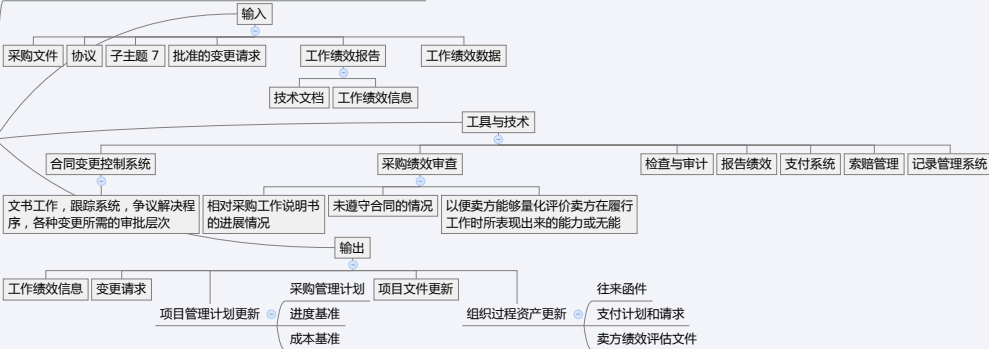 输入
采购文件
协议
子主题 7
批准的变更请求
工作绩效报告
工作绩效数据
技术文档
工作绩效信息
工具与技术
合同变更控制系统
采购绩效审查
检查与审计
报告绩效
支付系统
索赔管理
记录管理系统
文书工作，跟踪系统，争议解决程
序，各种变更所需的审批层次
相对采购工作说明书
的进展情况
未遵守合同的情况
以便卖方能够量化评价卖方在履行
工作时所表现出来的能力或无能
输出
工作绩效信息
变更请求
项目管理计划更新
采购管理计划
进度基准
成本基准
项目文件更新
组织过程资产更新
往来函件
支付计划和请求
卖方绩效评估文件